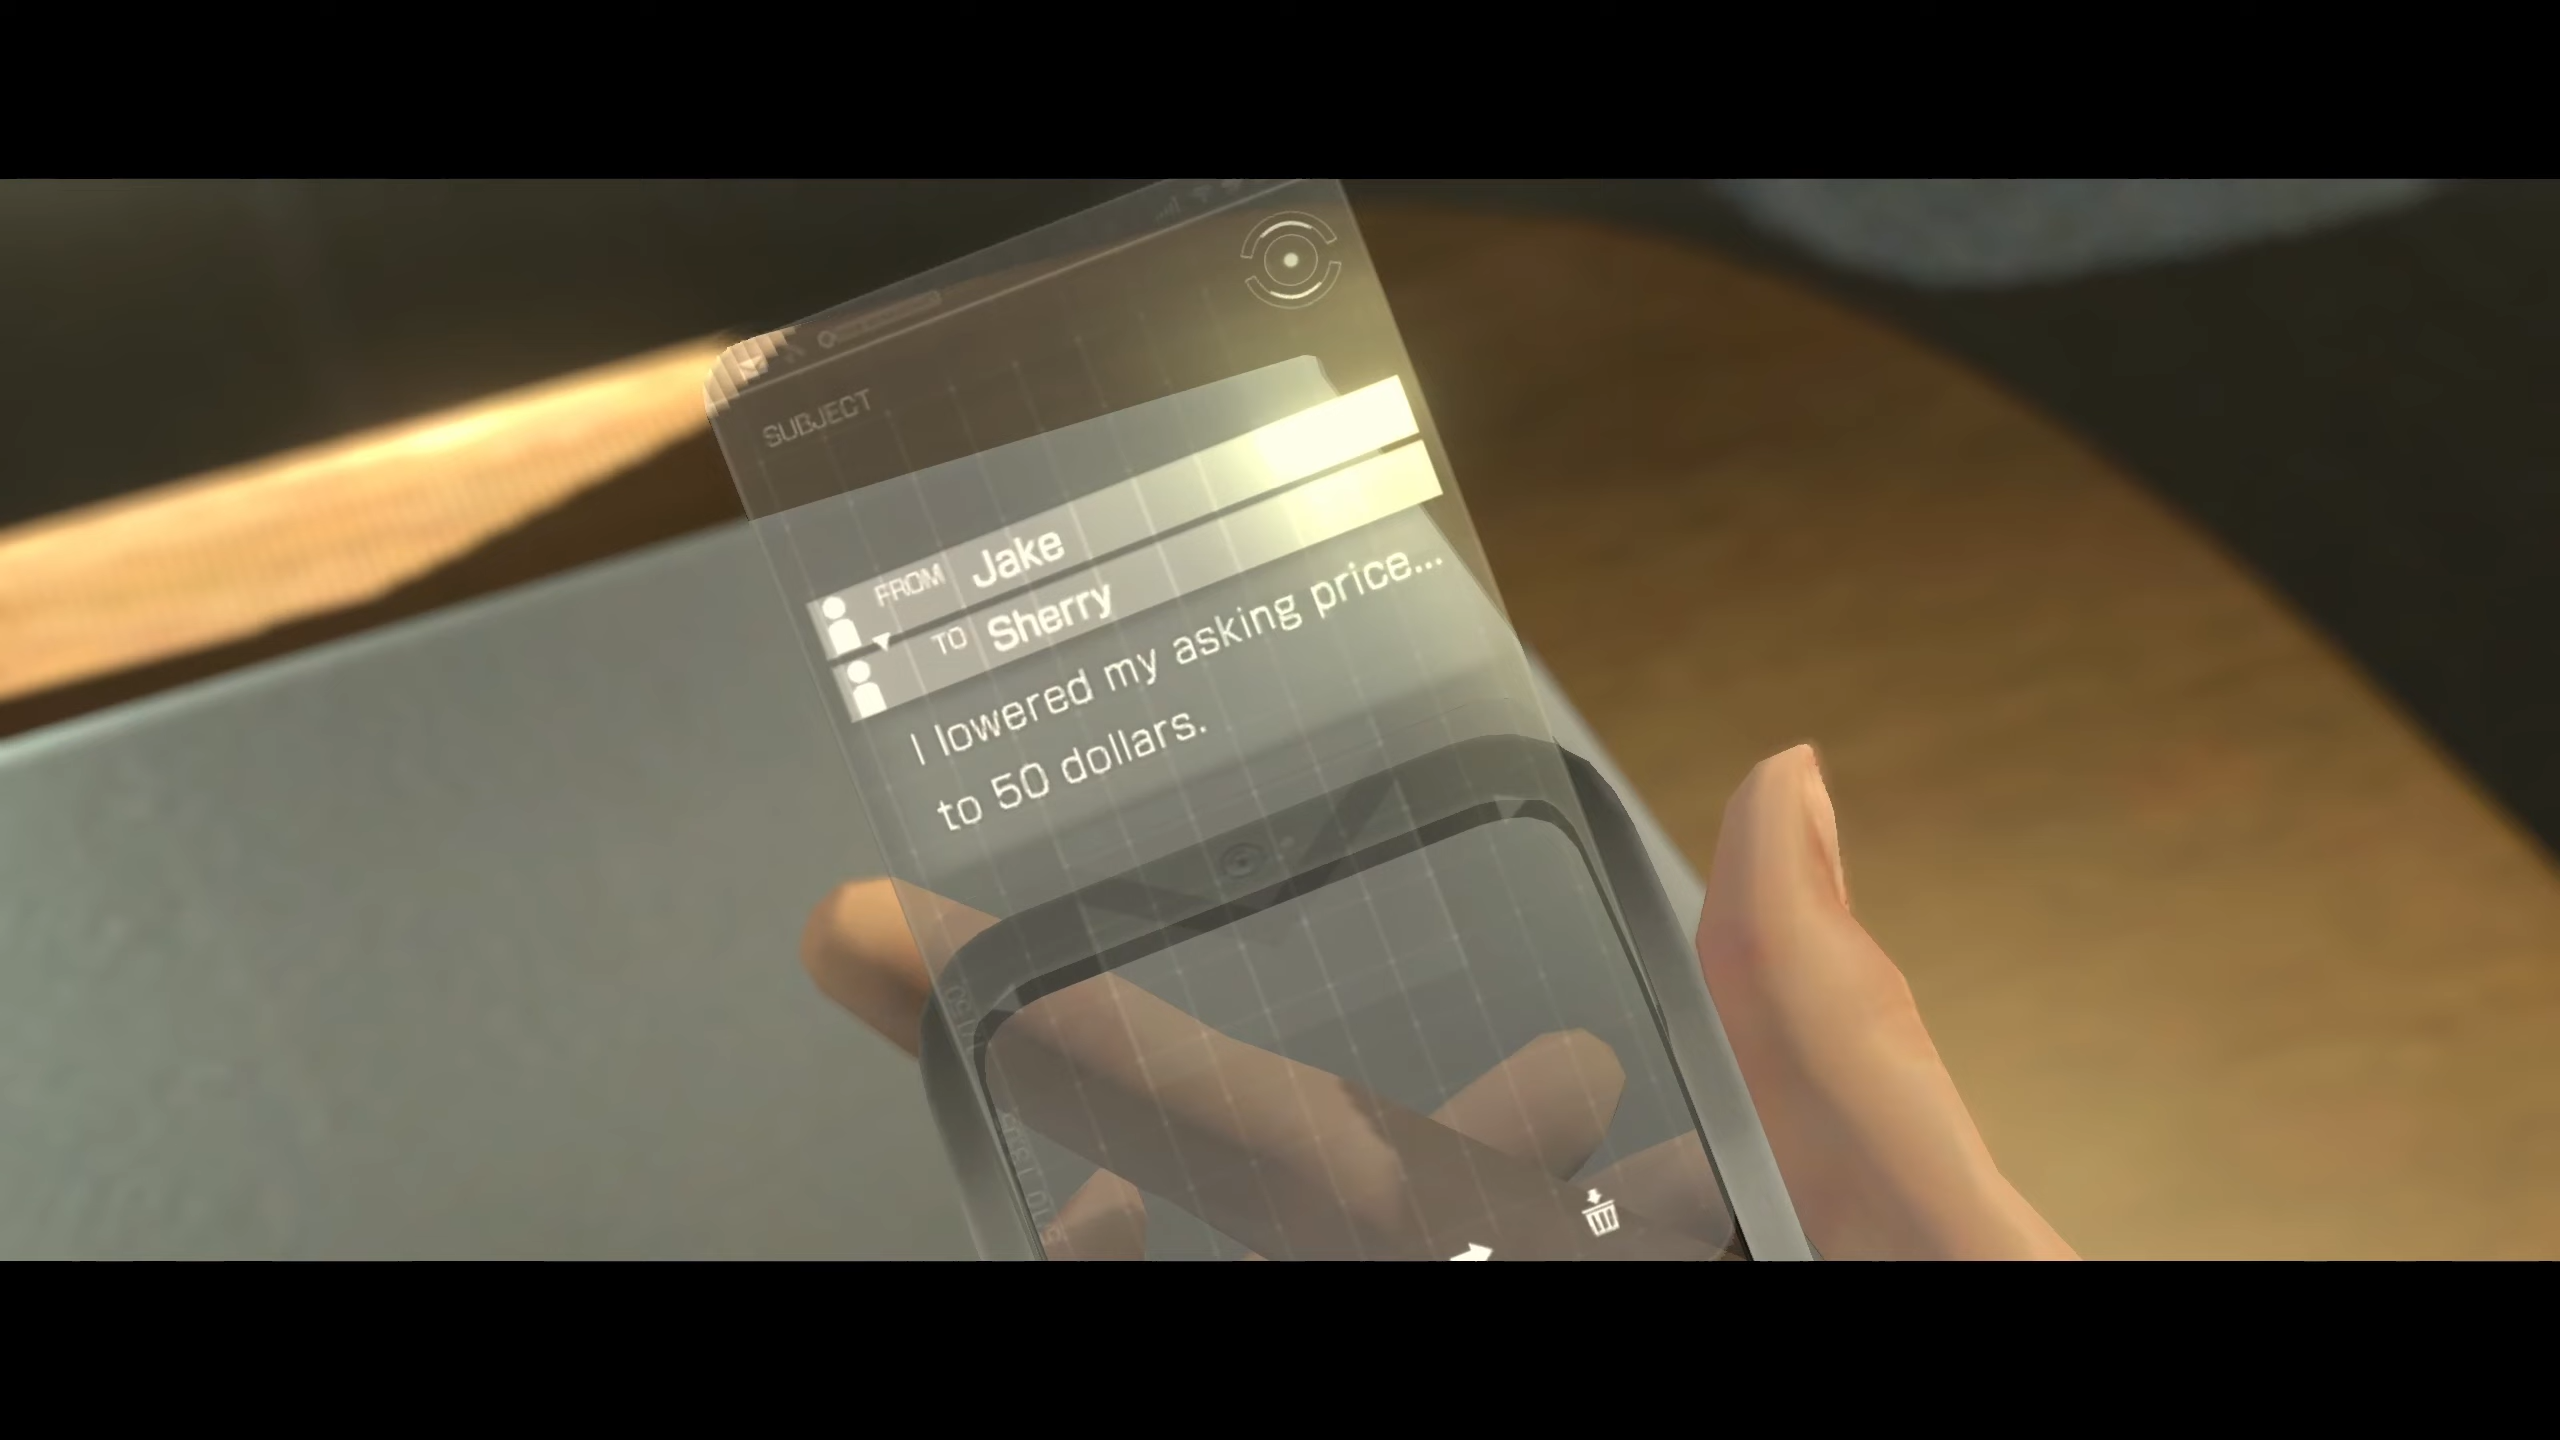 SUBJECT
FROM Jake
TO Sherry
I lowered my asking price...
to 50 dollars.